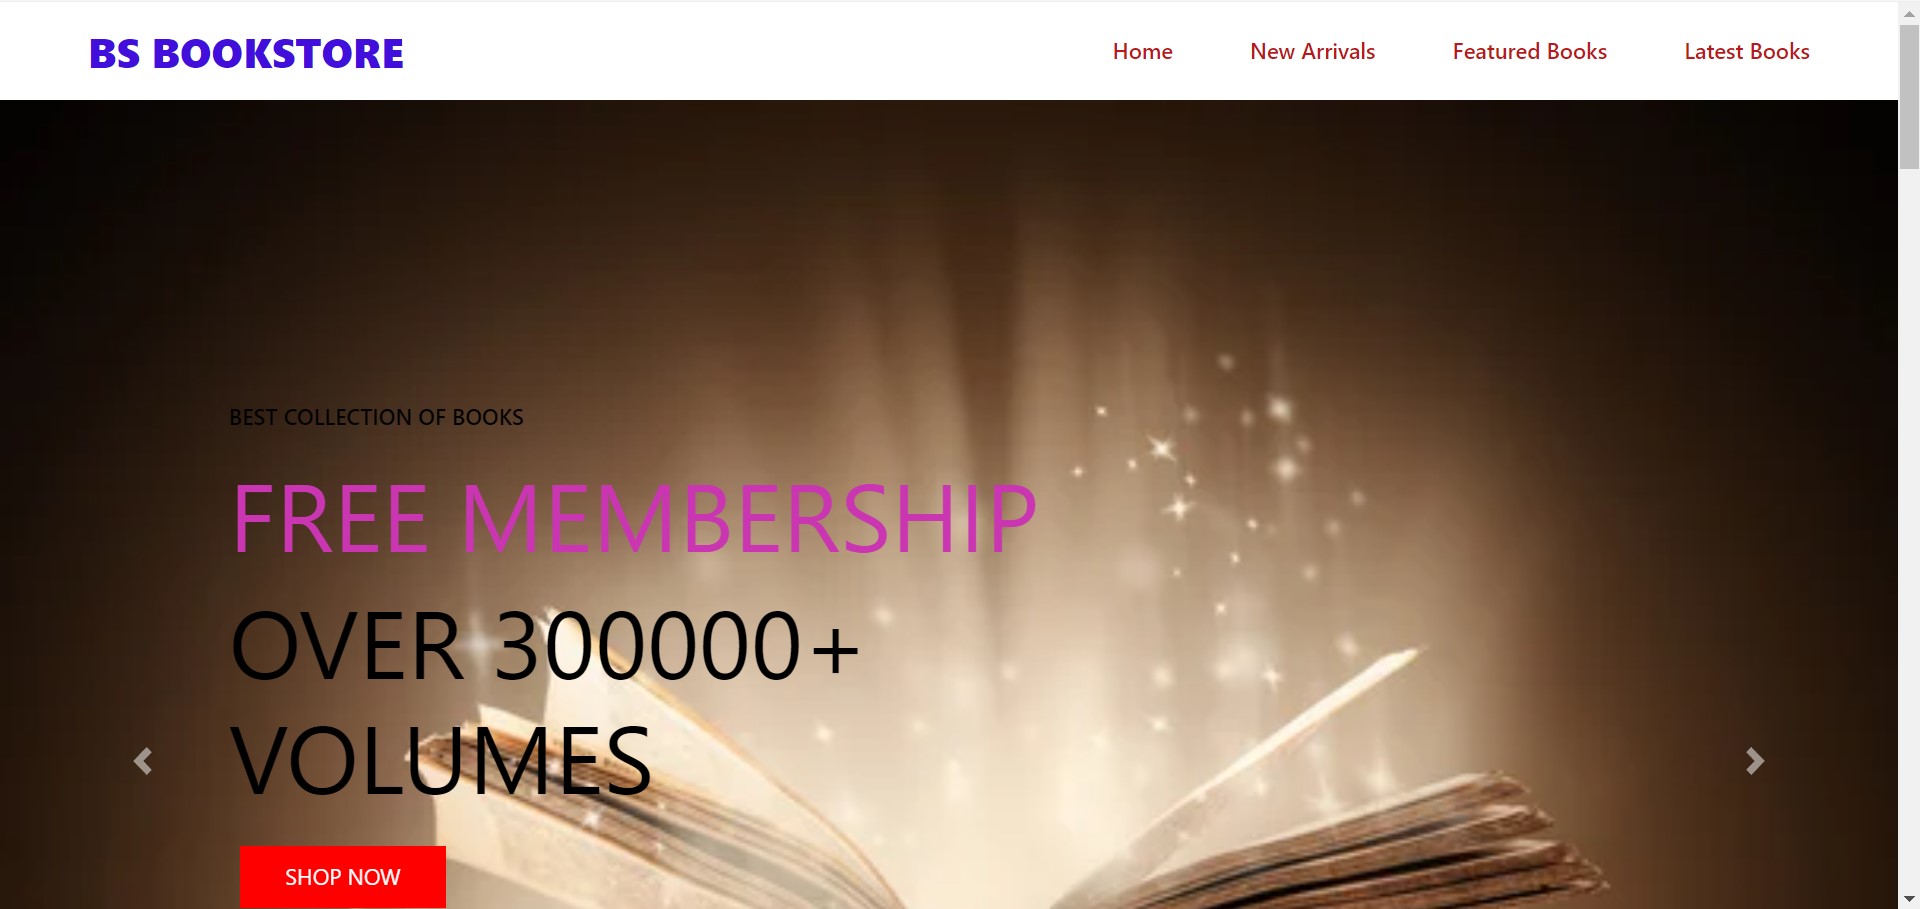 BS BOOKSTORE
Home New Arrivals Featured Books Latest Books
BEST COLLECTION OF BOOKS
FREE MEMBERSHIP
OVER 300000+
VOLUMES
SHOP NOW